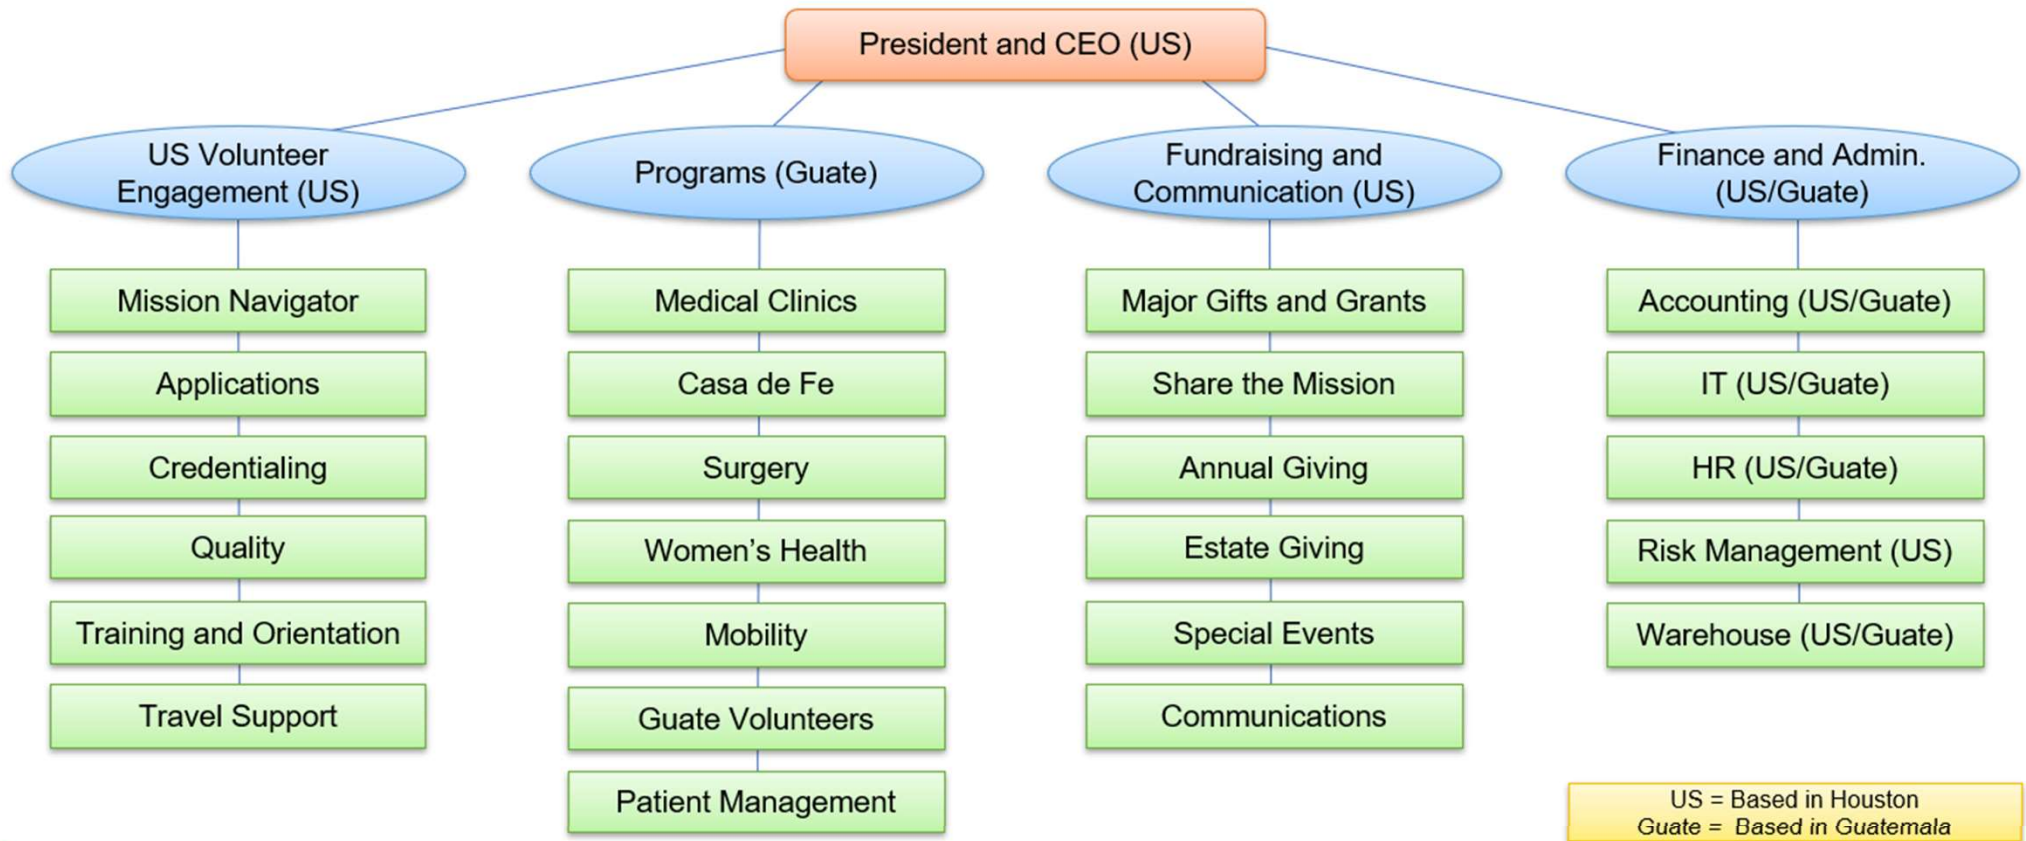 President and CEO (US)
US Volunteer
Engagement (US)
Mission Navigator
Applications
Credentialing
Quality
Training and Orientation
Travel Support
Programs (Guate)
Medical Clinics
Casa de Fe
Surgery
Women’s Health
Mobility
Guate Volunteers
Patient Management
Fundraising and
Communication (US)
Major Gifts and Grants
Share the Mission
Annual Giving
Estate Giving
Special Events
Communications
Finance and Admin.
(US/Guate)
Accounting (US/Guate)
IT (US/Guate)
HR (US/Guate)
Risk Management (US)
Warehouse (US/Guate)
US = Based in Houston
Guate = Based in Guatemala